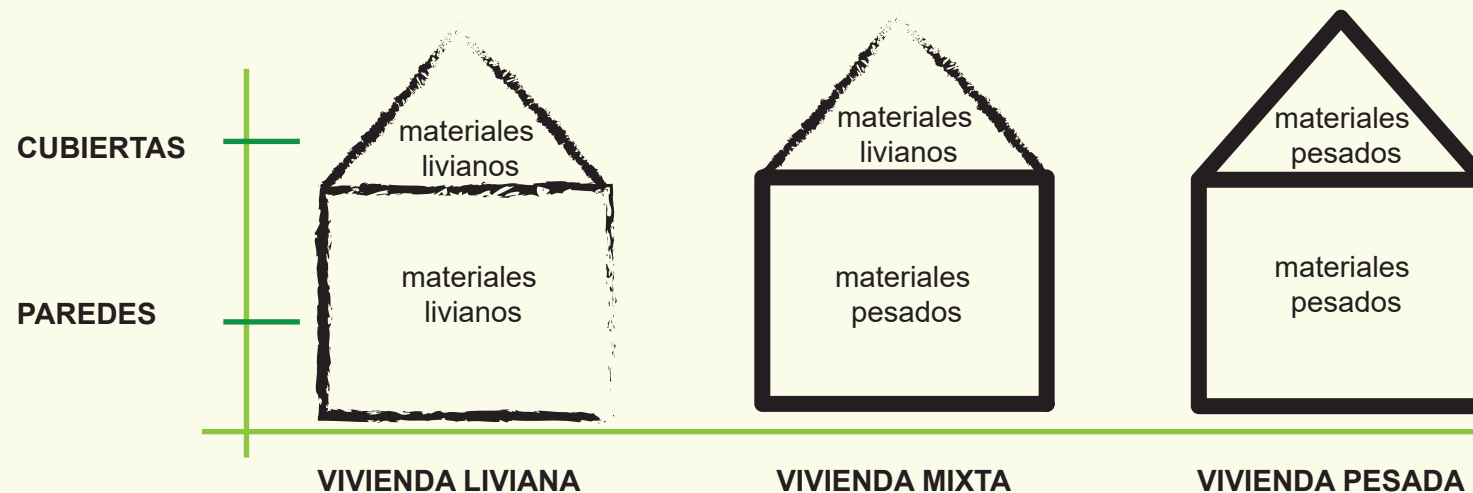 CUBIERTAS
materiales
livianos
materiales
livianos
materiales
pesados
PAREDES
materiales
livianos
materiales
pesados
materiales
pesados
VIVIENDA LIVIANA
VIVIENDA MIXTA
VIVIENDA PESADA